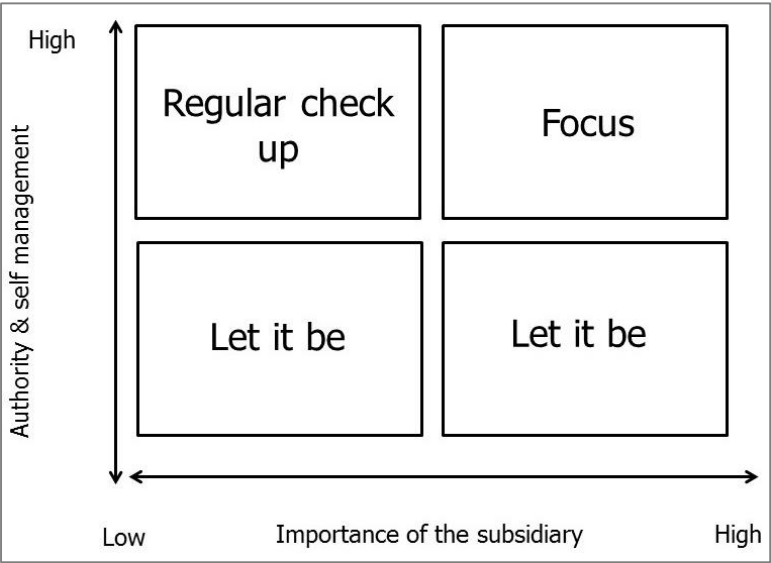 High
Regular check
up
Focus
Authority & self management
Let it be
Let it be
Low
Importance of the subsidiary
High